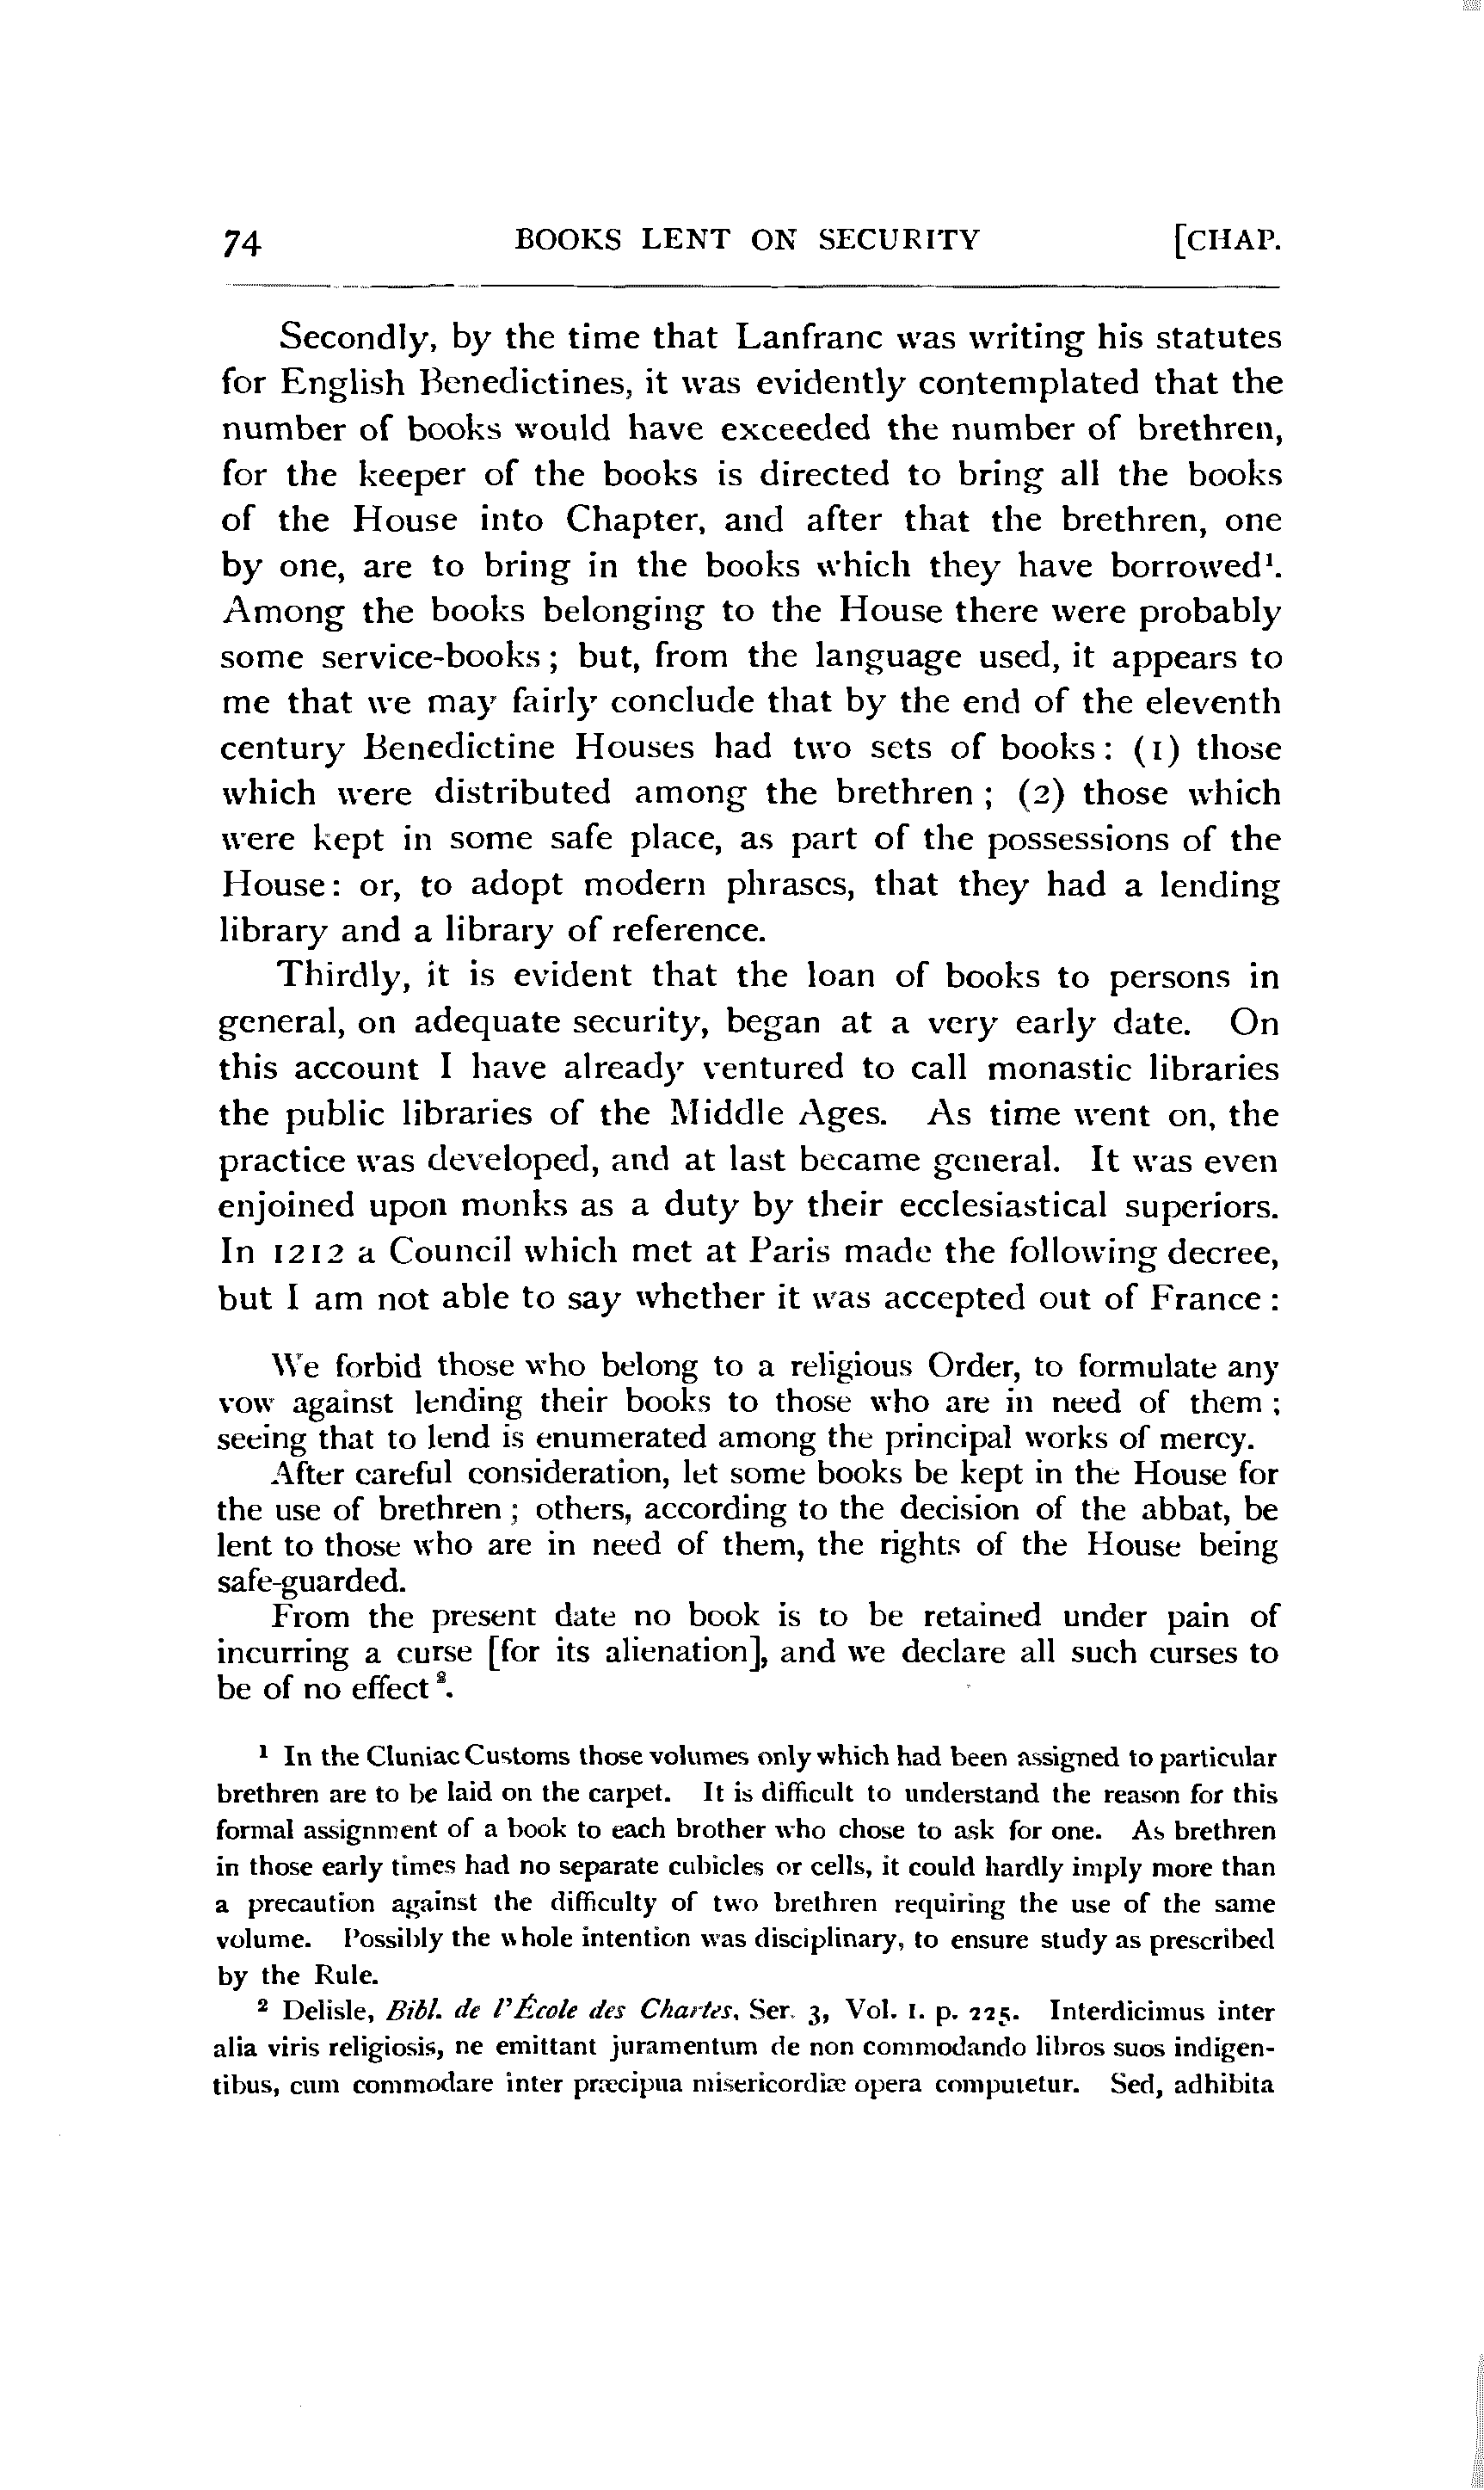 74 BOOKS LENT ON SECURITY [CHAP.
Secondly, by the time that Lanfranc was writing his statutes
for English Benedictines, it was evidently contemplated that the
number of books would have exceeded the number of brethren,
for the keeper of the books is directed to bring all the books
of the House into Chapter, and after that the brethren, one
by one, are to bring in the books which they have borrowed¹.
Among the books belonging to the House there were probably
some service-books; but, from the language used, it appears to
me that we may fairly conclude that by the end of the eleventh
century Benedictine Houses had two sets of books: (1) those
which were distributed among the brethren; (2) those which
were kept in some safe place, as part of the possessions of the
House: or, to adopt modern phrases, that they had a lending
library and a library of reference.
Thirdly, it is evident that the loan of books to persons in
general, on adequate security, began at a very early date. On
this account I have already ventured to call monastic libraries
the public libraries of the Middle Ages. As time went on, the
practice was developed, and at last became general. It was even
enjoined upon monks as a duty by their ecclesiastical superiors.
In 1212 a Council which met at Paris made the following decree,
but I am not able to say whether it was accepted out of France:
We forbid those who belong to a religious Order, to formulate any
vow against lending their books to those who are in need of them;
seeing that to lend is enumerated among the principal works of mercy.
After careful consideration, let some books be kept in the House for
the use of brethren; others, according to the decision of the abbat, be
lent to those who are in need of them, the rights of the House being
safe-guarded.
From the present date no book is to be retained under pain of
incurring a curse [for its alienation], and we declare all such curses to
be of no effect².
¹ In the Cluniac Customs those volumes only which had been assigned to particular
brethren are to be laid on the carpet. It is difficult to understand the reason for this
formal assignment of a book to each brother who chose to ask for one. As brethren
in those early times had no separate cubicles or cells, it could hardly imply more than
a precaution against the difficulty of two brethren requiring the use of the same
volume. Possibly the whole intention was disciplinary, to ensure study as prescribed
by the Rule.
² Delisle, Bibl. de l'École des Chartes, Ser. 3, Vol. I. p. 225. Interdicimus inter
alia viris religiosis, ne emittant juramentum de non commodando libros suos indigen-
tibus, cum commodare inter præcipua misericordiæ opera computetur. Sed, adhibita